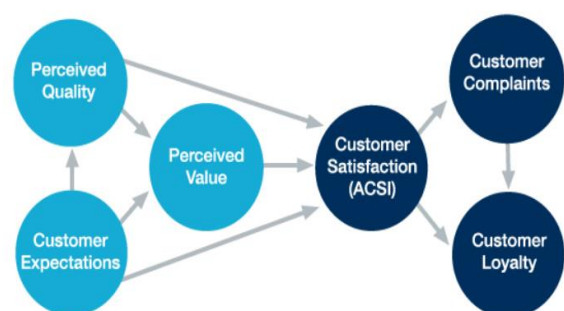 Perceived
Quality
Customer
Complaints
Perceived
Value
Customer
Satisfaction
(ACSI)
Customer
Expectations
Customer
Loyalty